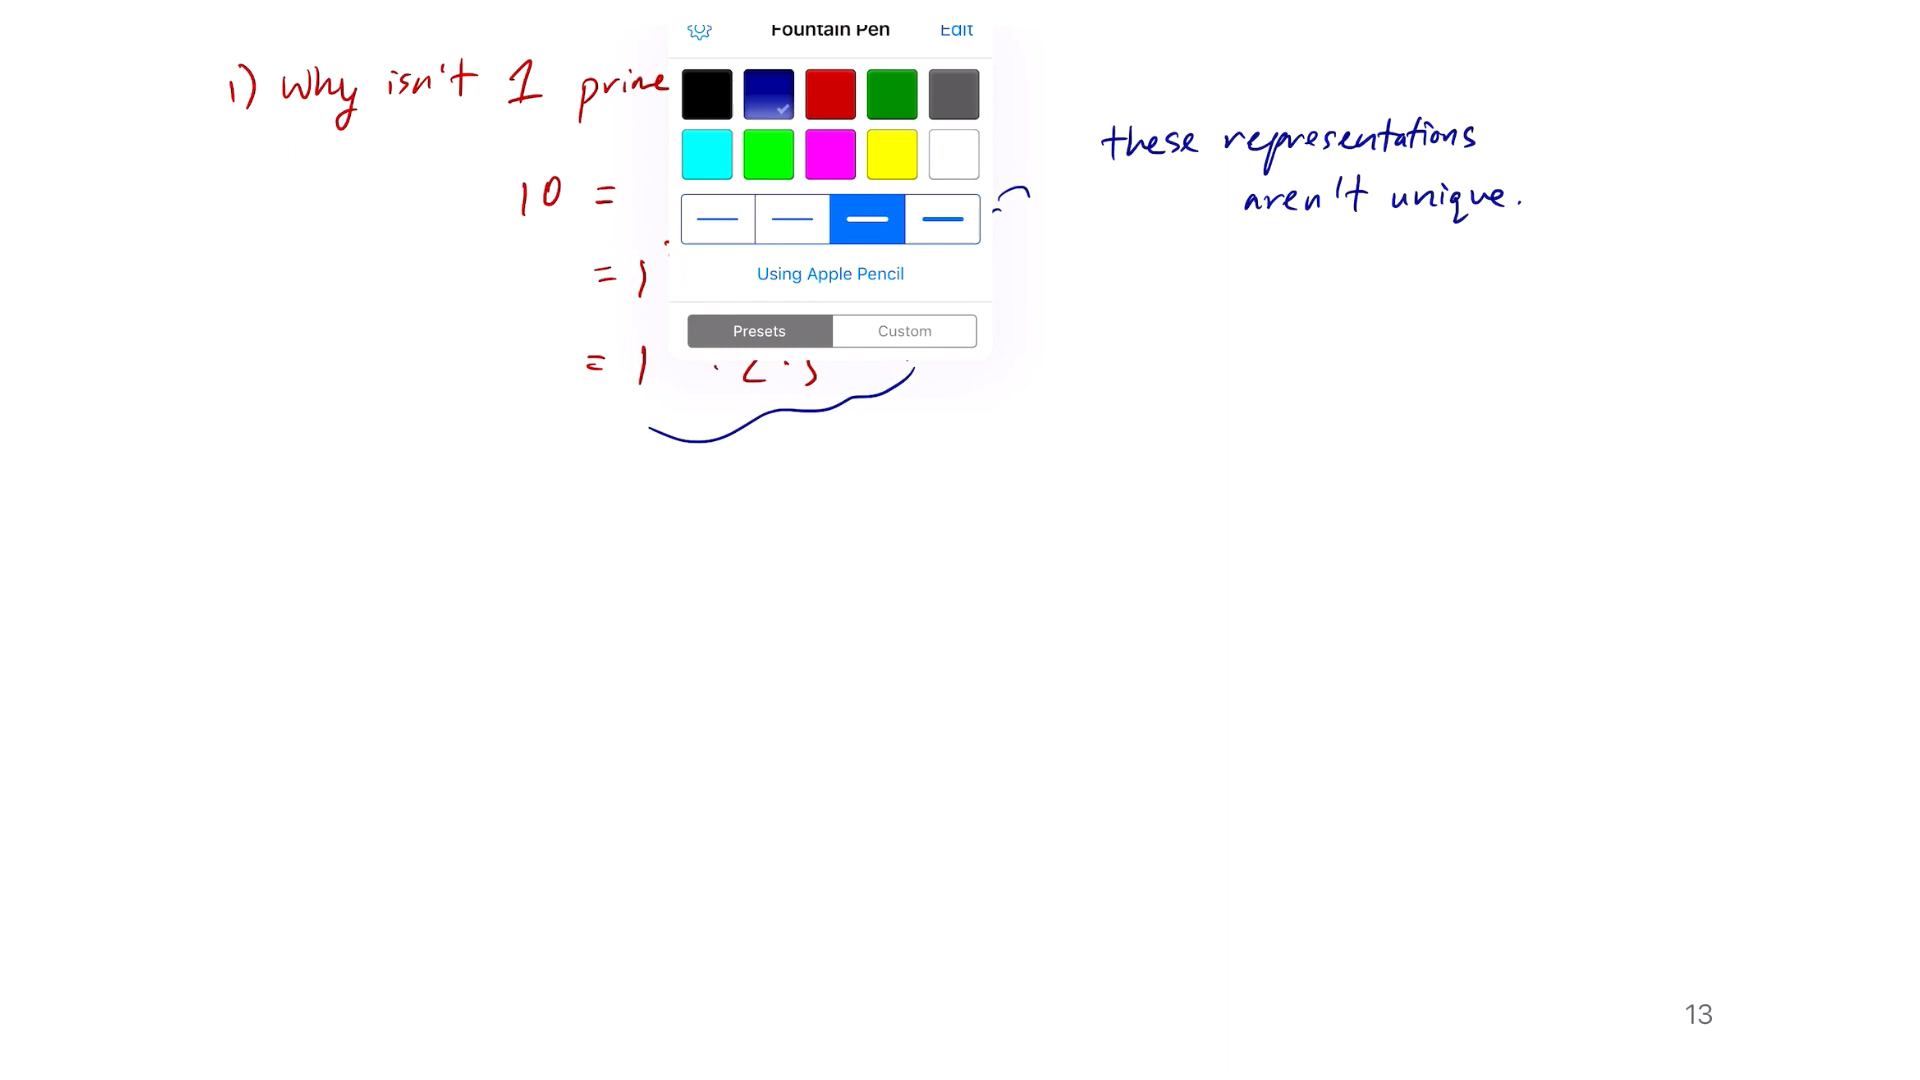 Fountain Pen Edit
1) Why isn't 1 prime
these representations
aren't unique.
10 =
= 1
Using Apple Pencil
Presets Custom
= 1 · 2 · 5
13